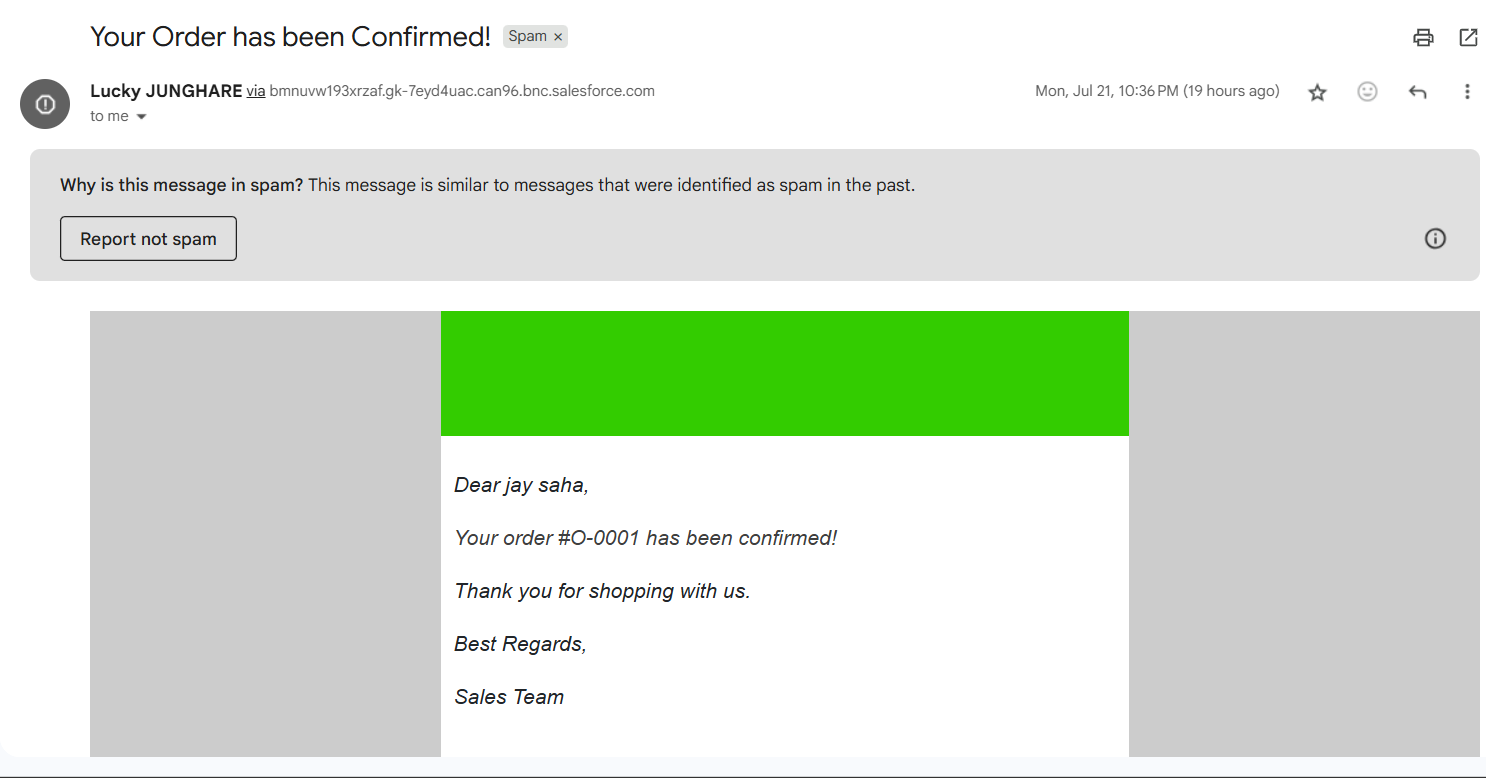 Your Order has been Confirmed! Spam ×
Lucky JUNGHARE via bmnuvw193xrzaf.gk-7eyd4uac.can96.bnc.salesforce.com Mon, Jul 21, 10:36 PM (19 hours ago)
to me
Why is this message in spam? This message is similar to messages that were identified as spam in the past.
Report not spam
Dear jay saha,
Your order #O-0001 has been confirmed!
Thank you for shopping with us.
Best Regards,
Sales Team